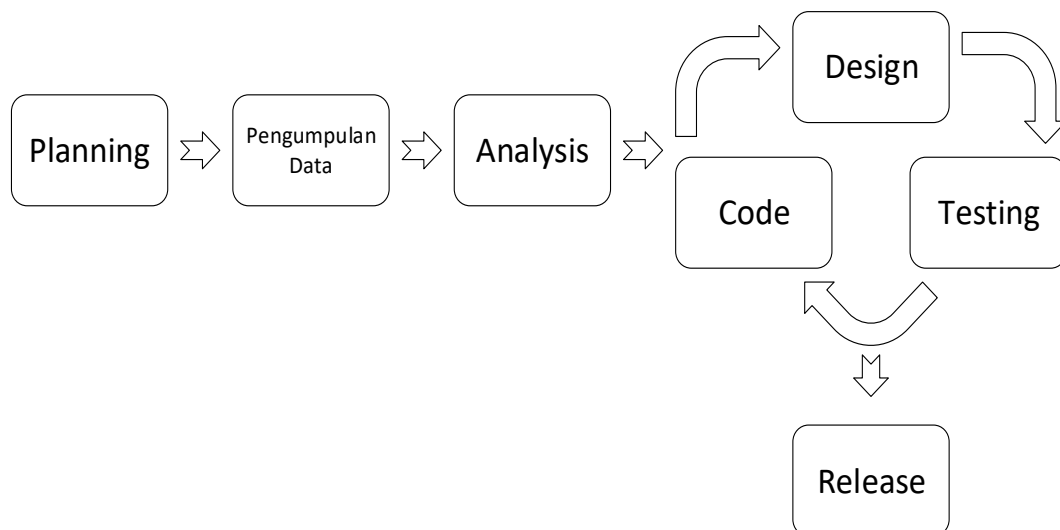 Planning
Pengumpulan
Data
Analysis
Design
Code
Testing
Release